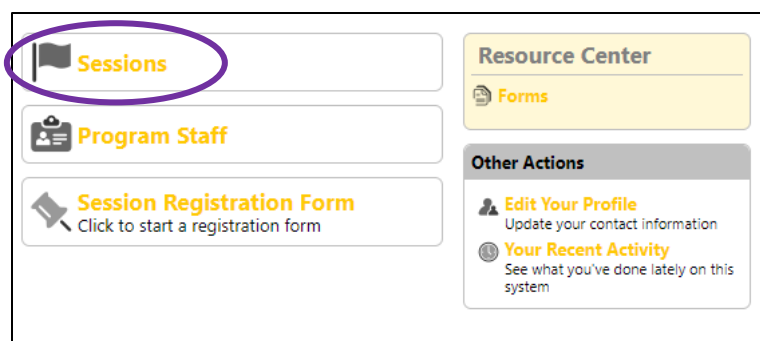 Sessions
Program Staff
Session Registration Form
Click to start a registration form
Resource Center
Forms
Other Actions
Edit Your Profile
Update your contact information
Your Recent Activity
See what you've done lately on this
system